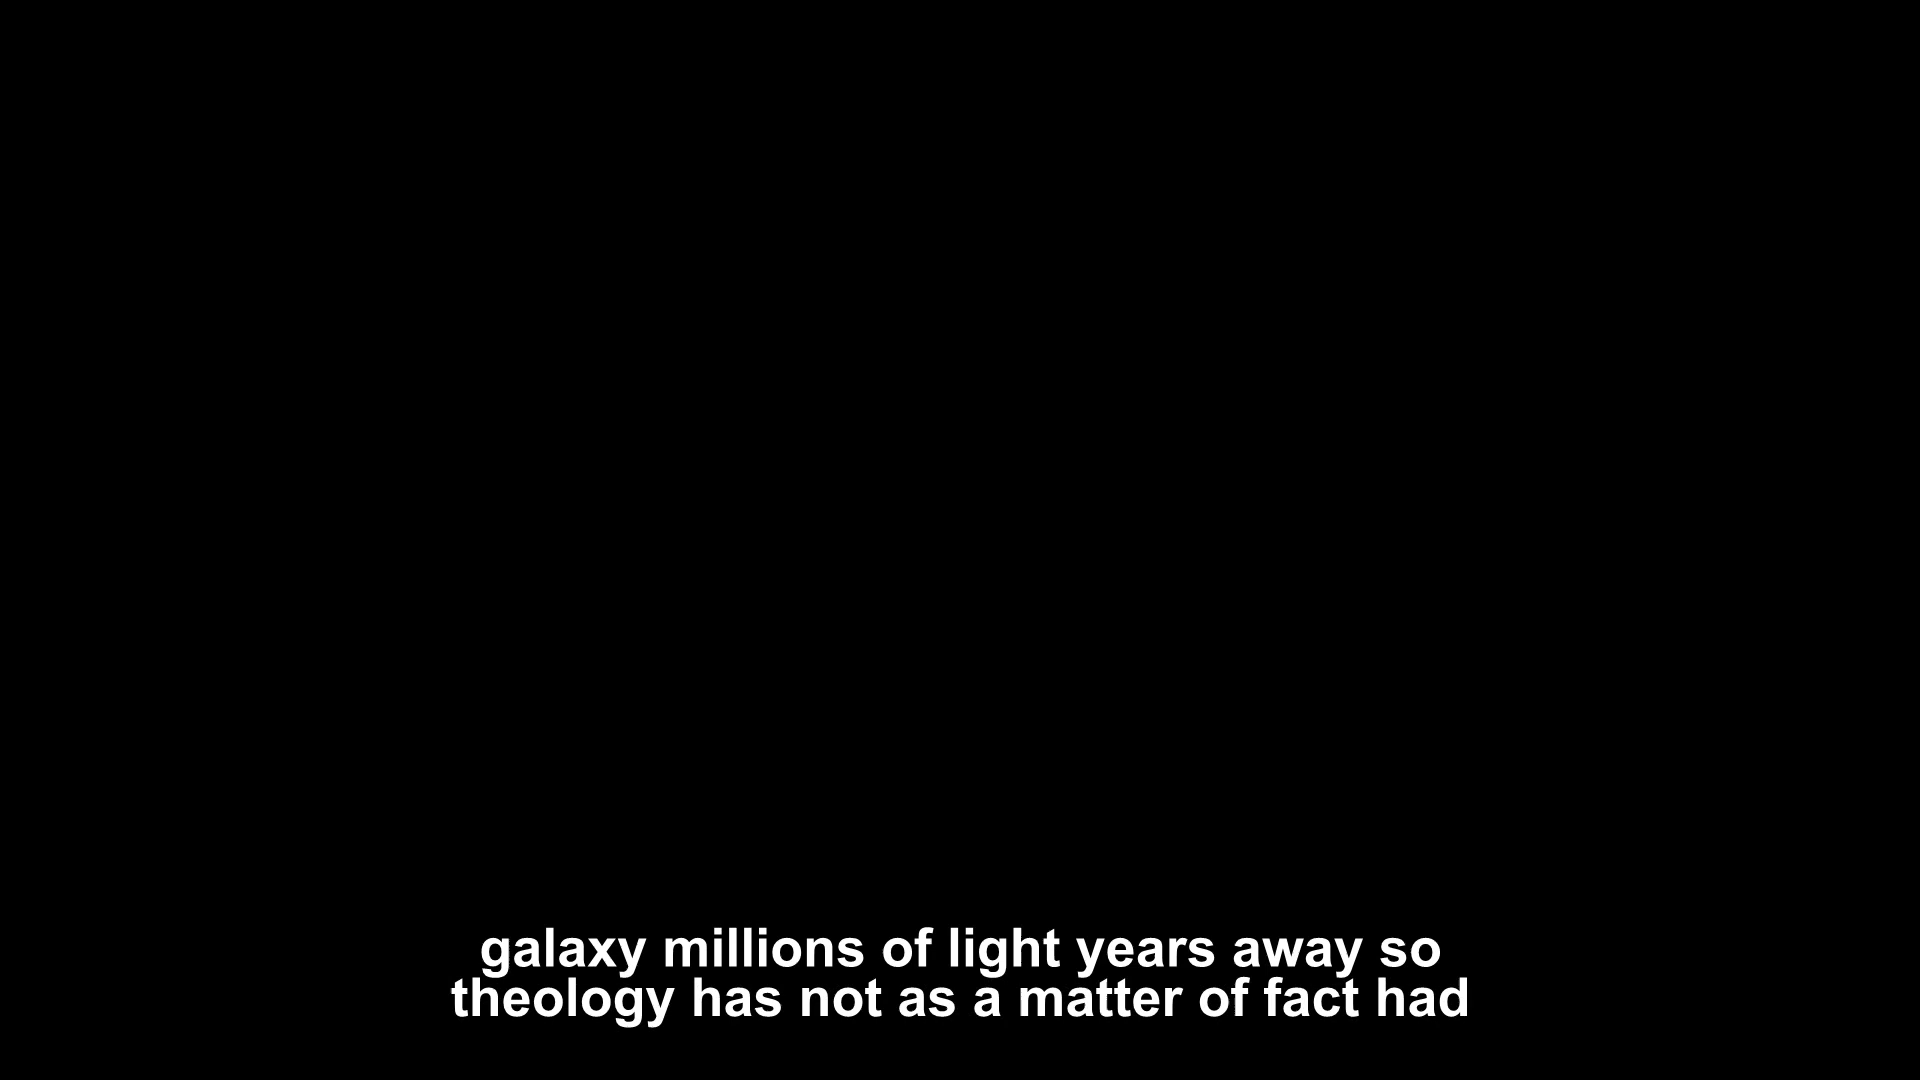 galaxy millions of light years away so
theology has not as a matter of fact had